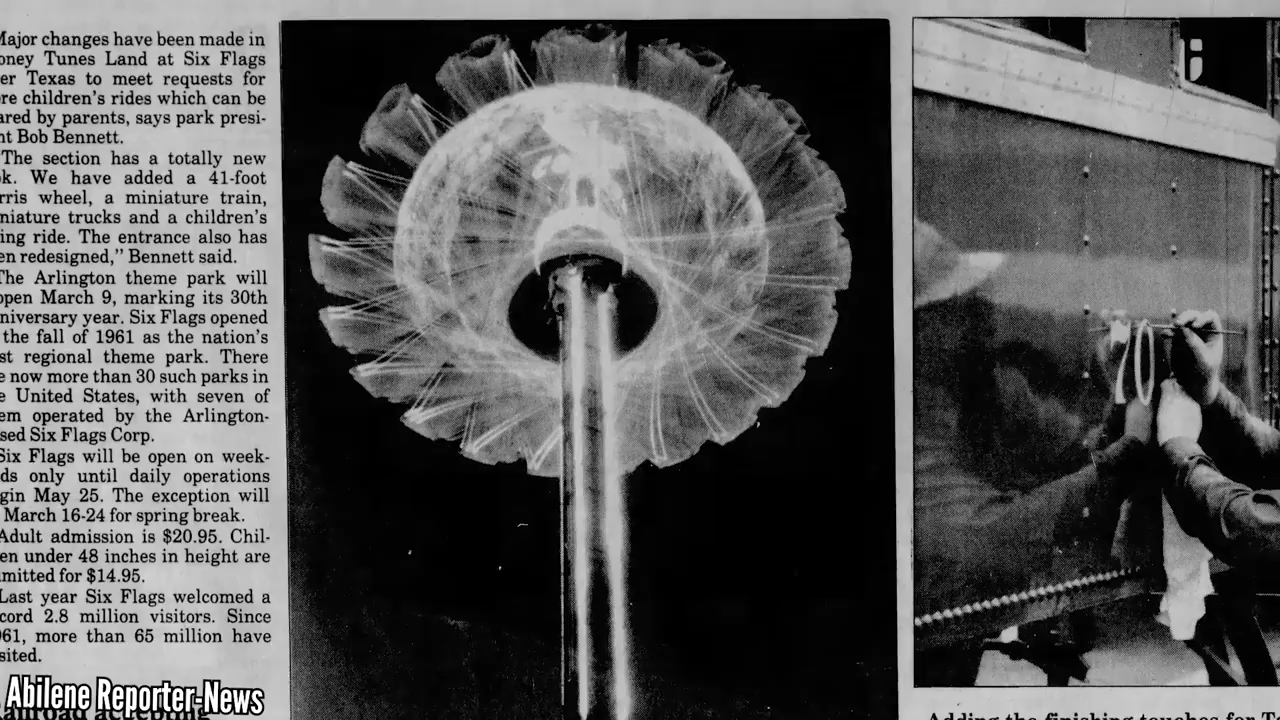 Major changes have been made in
oney Tunes Land at Six Flags
er Texas to meet requests for
re children's rides which can be
ared by parents, says park presi-
nt Bob Bennett.
"The section has a totally new
k. We have added a 41-foot
rris wheel, a miniature train,
niature trucks and a children's
ing ride. The entrance also has
en redesigned," Bennett said.
The Arlington theme park will
open March 9, marking its 30th
niversary year. Six Flags opened
the fall of 1961 as the nation's
st regional theme park. There
e now more than 30 such parks in
e United States, with seven of
em operated by the Arlington-
sed Six Flags Corp.
Six Flags will be open on week-
ds only until daily operations
gin May 25. The exception will
March 16-24 for spring break.
Adult admission is $20.95. Chil-
en under 48 inches in height are
mitted for $14.95.
Last year Six Flags welcomed a
cord 2.8 million visitors. Since
961, more than 65 million have
sited.
Abilene Reporter-News
Adding the finishing touches for T